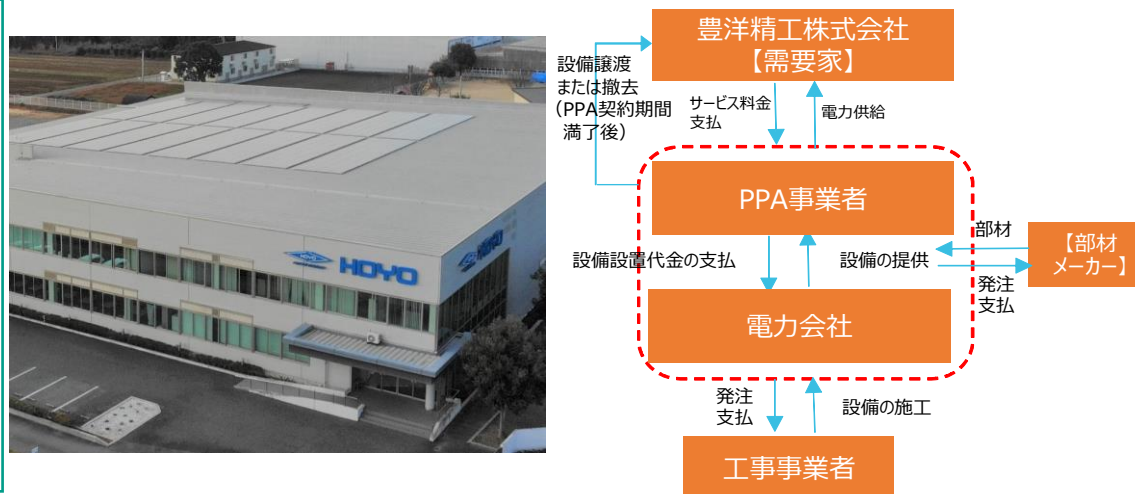 HOYO
HOYO
豊洋精工株式会社
【需要家】
設備譲渡
または撤去
（PPA契約期間
満了後）
サービス料金
支払
電力供給
PPA事業者
設備設置代金の支払
設備の提供
部材
【部材
メーカー】
発注
支払
電力会社
発注
支払
設備の施工
工事事業者